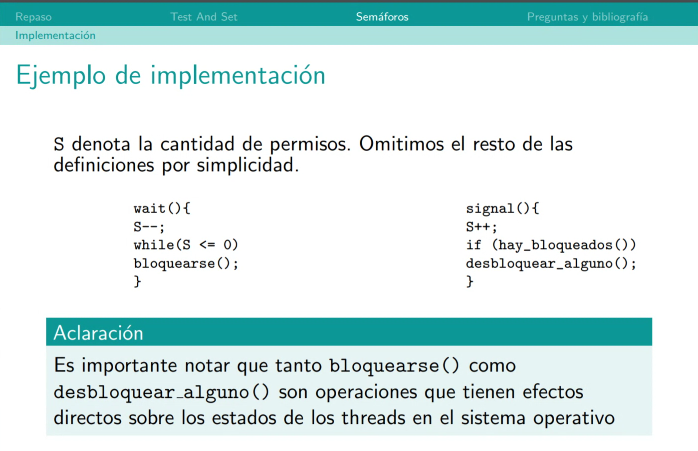 Repaso Test And Set Semáforos Preguntas y bibliografía
Implementación
Ejemplo de implementación
S denota la cantidad de permisos. Omitimos el resto de las
definiciones por simplicidad.
wait(){
S--;
while(S <= 0)
bloquearse();
}
signal(){
S++;
if (hay_bloqueados())
desbloquear_alguno();
}
Aclaración
Es importante notar que tanto bloquearse() como
desbloquear_alguno() son operaciones que tienen efectos
directos sobre los estados de los threads en el sistema operativo